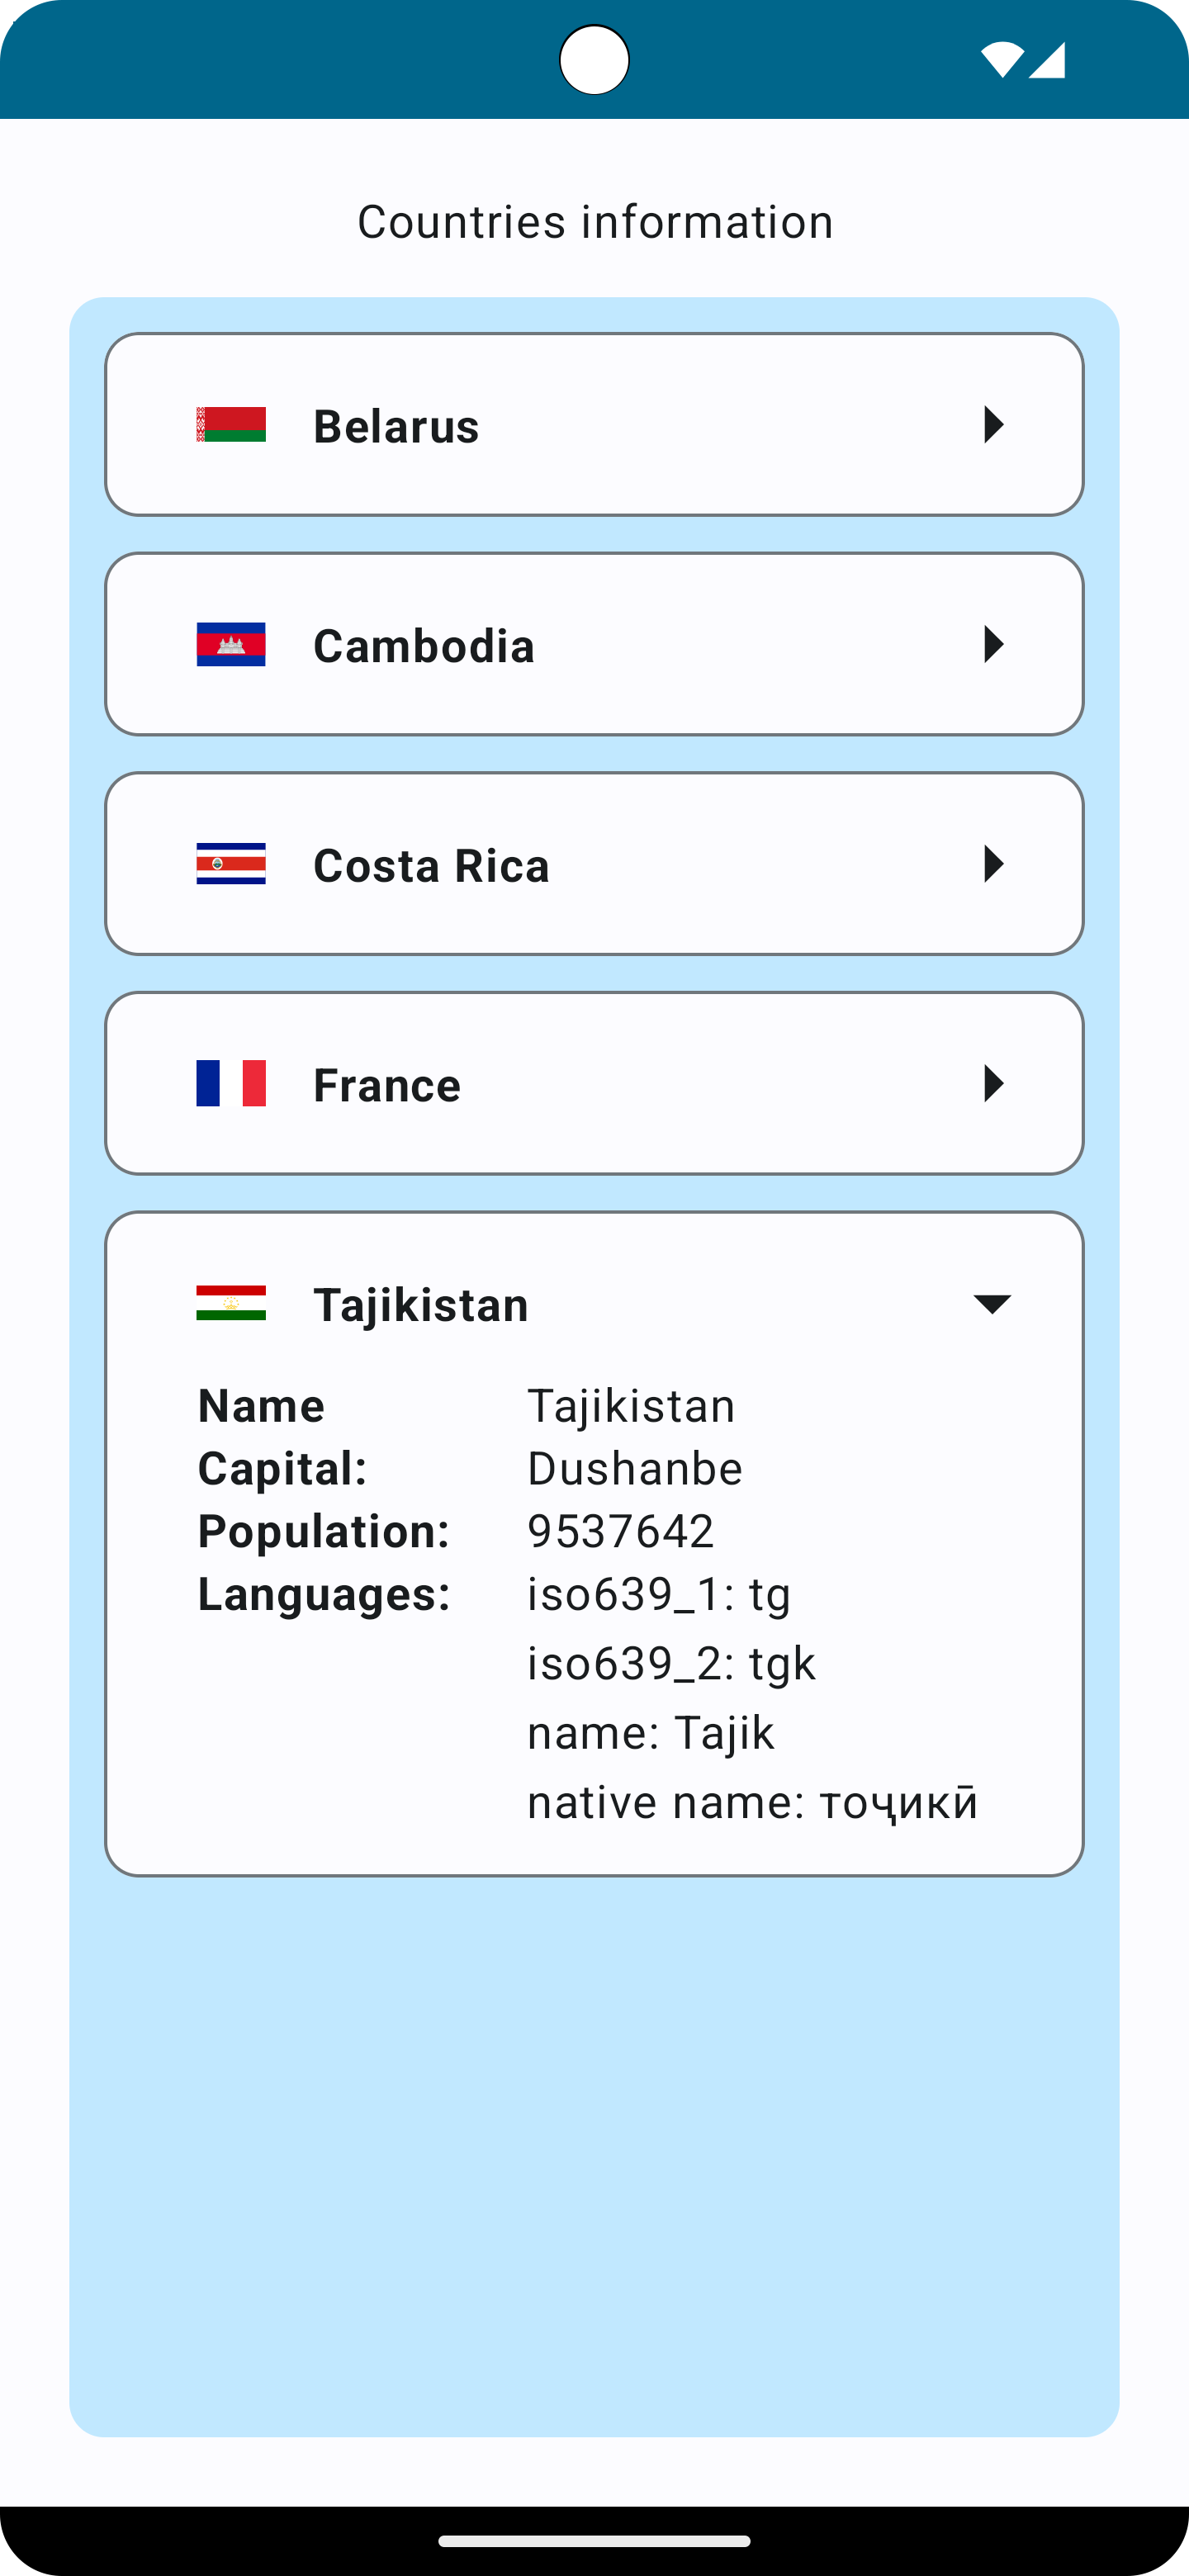 Countries information
Belarus
Cambodia
Costa Rica
France
Tajikistan
Name Tajikistan
Capital: Dushanbe
Population: 9537642
Languages: iso639_1: tg
iso639_2: tgk
name: Tajik
native name: тоҷикӣ